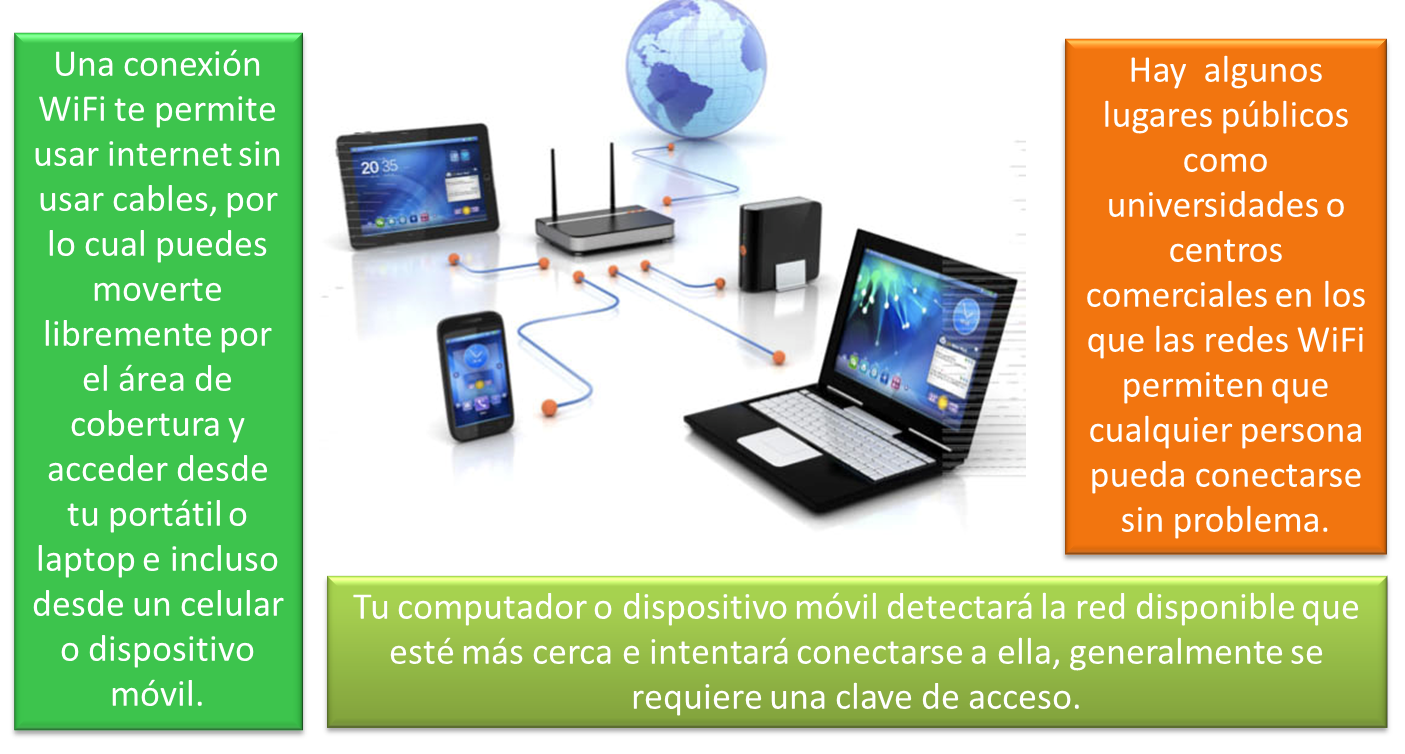 Una conexión
WiFi te permite
usar internet sin
usar cables, por
lo cual puedes
moverte
libremente por
el área de
cobertura y
acceder desde
tu portátil o
laptop e incluso
desde un celular
o dispositivo
móvil.
20 35
Hay algunos
lugares públicos
como
universidades o
centros
comerciales en los
que las redes WiFi
permiten que
cualquier persona
pueda conectarse
sin problema.
Tu computador o dispositivo móvil detectará la red disponible que
esté más cerca e intentará conectarse a ella, generalmente se
requiere una clave de acceso.